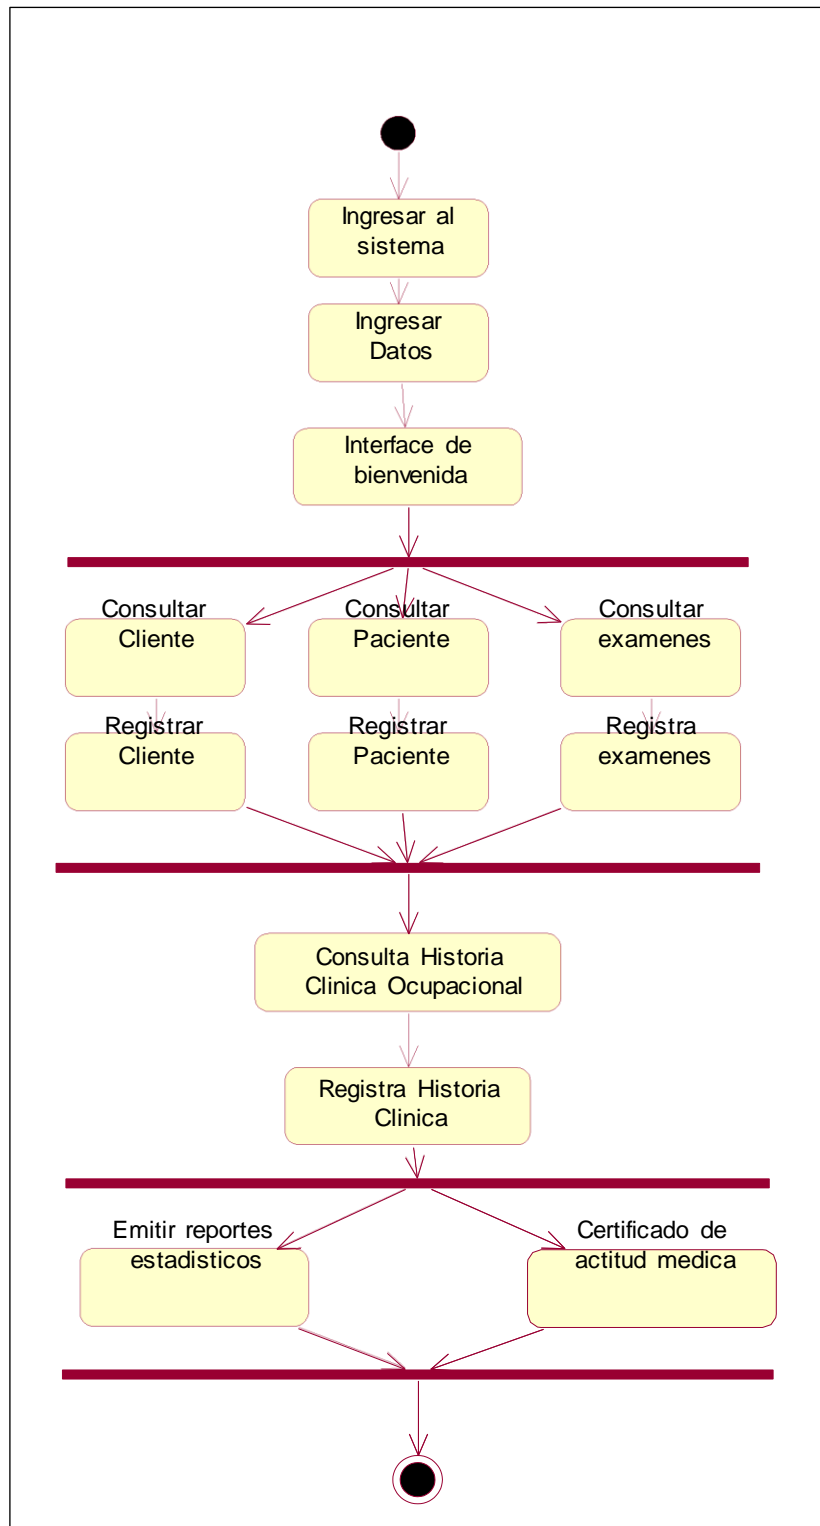 Ingresar al
sistema
Ingresar
Datos
Interface de
bienvenida
Consultar
Cliente
Consultar
Paciente
Consultar
examenes
Registrar
Cliente
Registrar
Paciente
Registra
examenes
Consulta Historia
Clinica Ocupacional
Registra Historia
Clinica
Emitir reportes
estadisticos
Certificado de
actitud medica